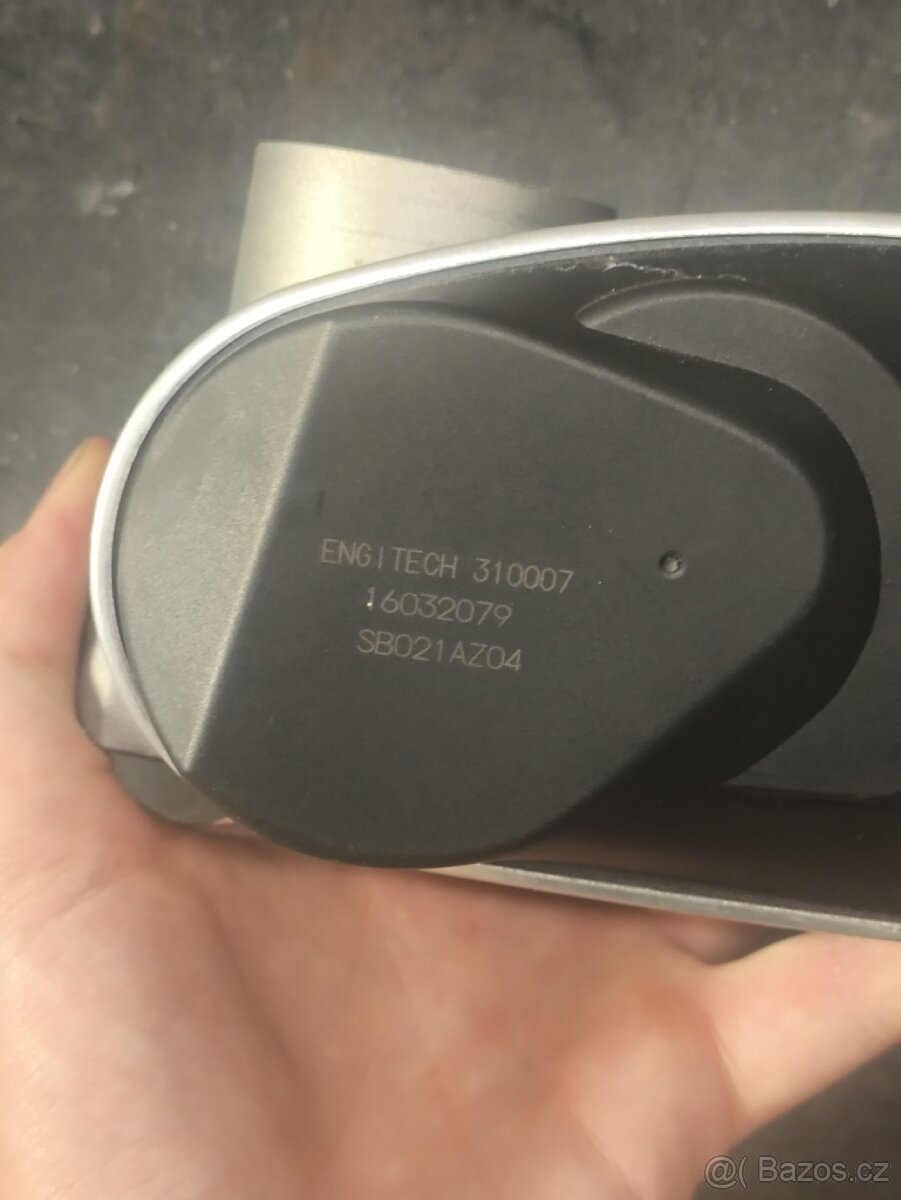 ENGITECH 310007
16032079
SB021AZ04
@( Bazos.cz